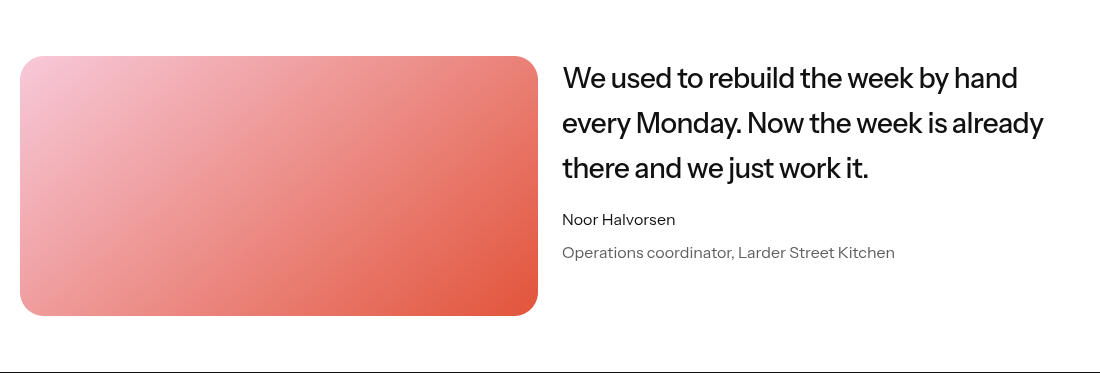 We used to rebuild the week by hand
every Monday. Now the week is already
there and we just work it.
Noor Halvorsen
Operations coordinator, Larder Street Kitchen